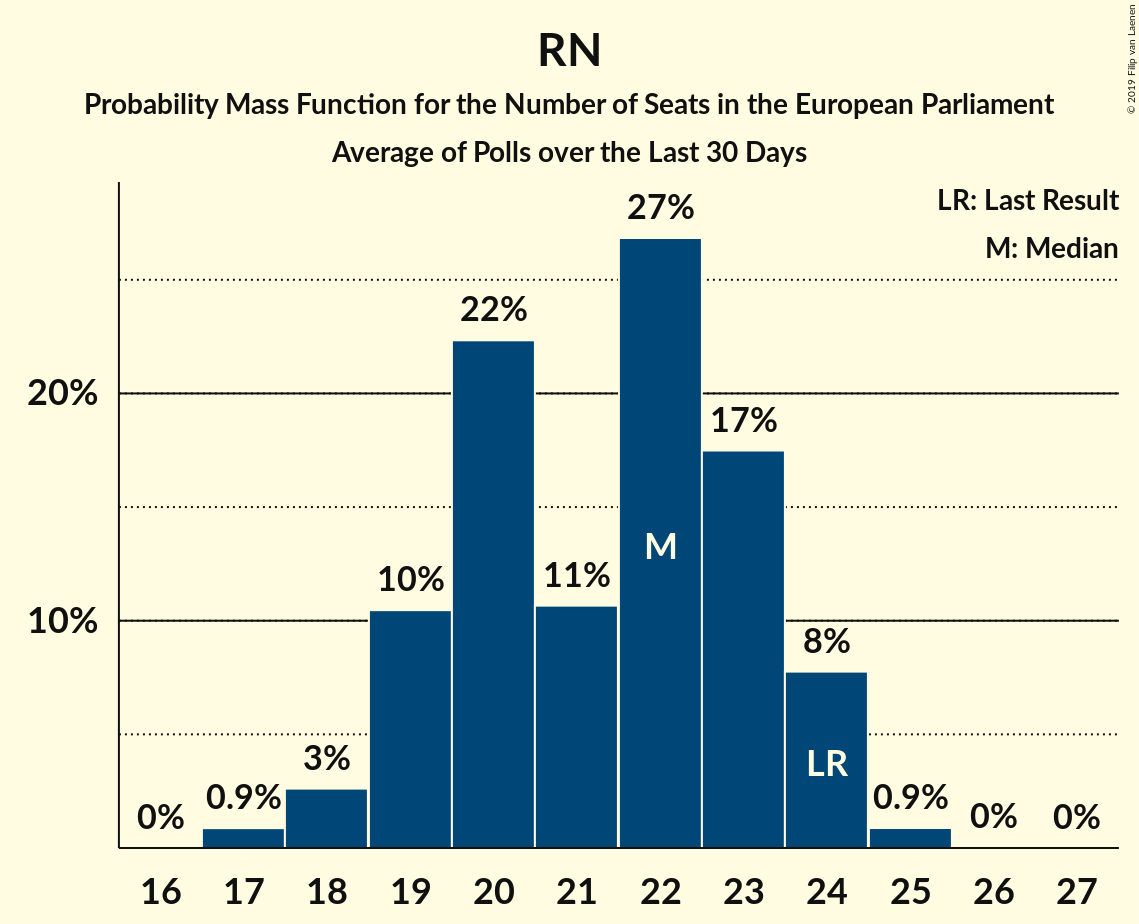 RN
Probability Mass Function for the Number of Seats in the European Parliament
Average of Polls over the Last 30 Days
© 2019 Filip van Laenen
LR: Last Result
M: Median
20%
10%
0%
0.9%
3%
10%
22%
11%
27%
17%
8%
0.9%
0%
0%
M
LR
16 17 18 19 20 21 22 23 24 25 26 27